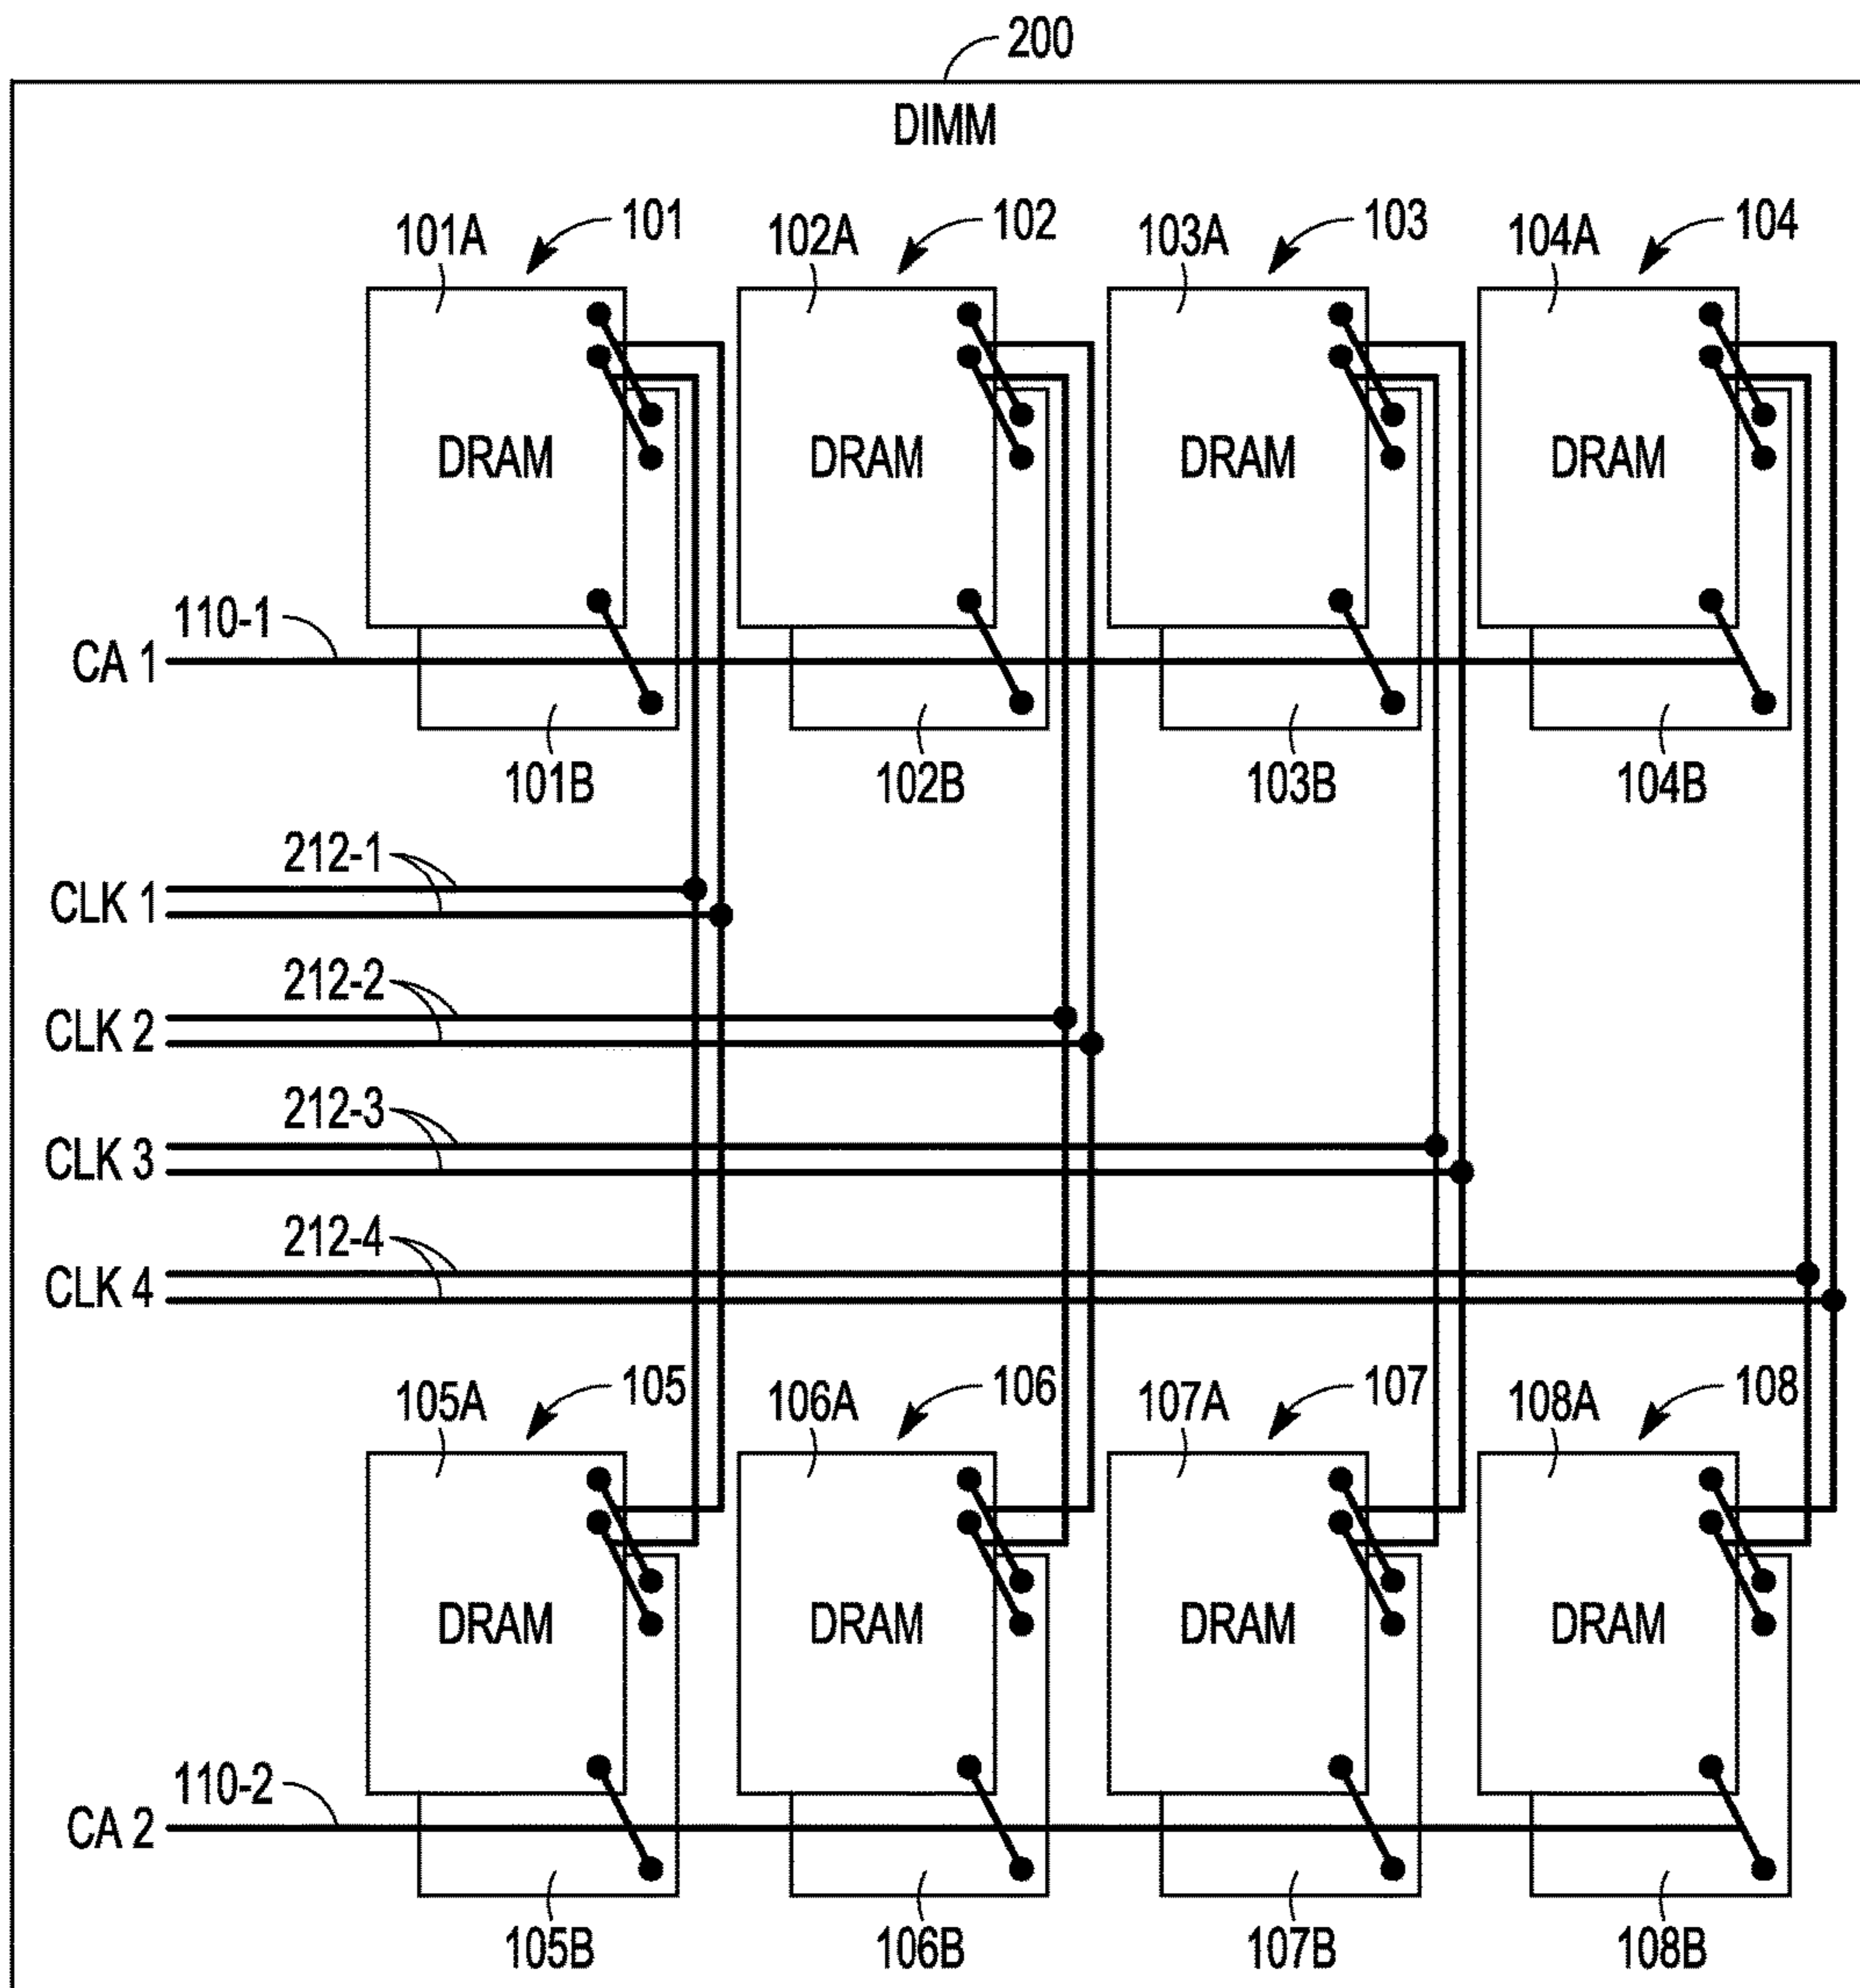 200
DIMM
101A 101 102A 102 103A 103 104A 104
DRAM DRAM DRAM DRAM
110-1
CA 1
101B 102B 103B 104B
212-1
CLK 1
212-2
CLK 2
212-3
CLK 3
212-4
CLK 4
105A 105 106A 106 107A 107 108A 108
DRAM DRAM DRAM DRAM
110-2
CA 2
105B 106B 107B 108B